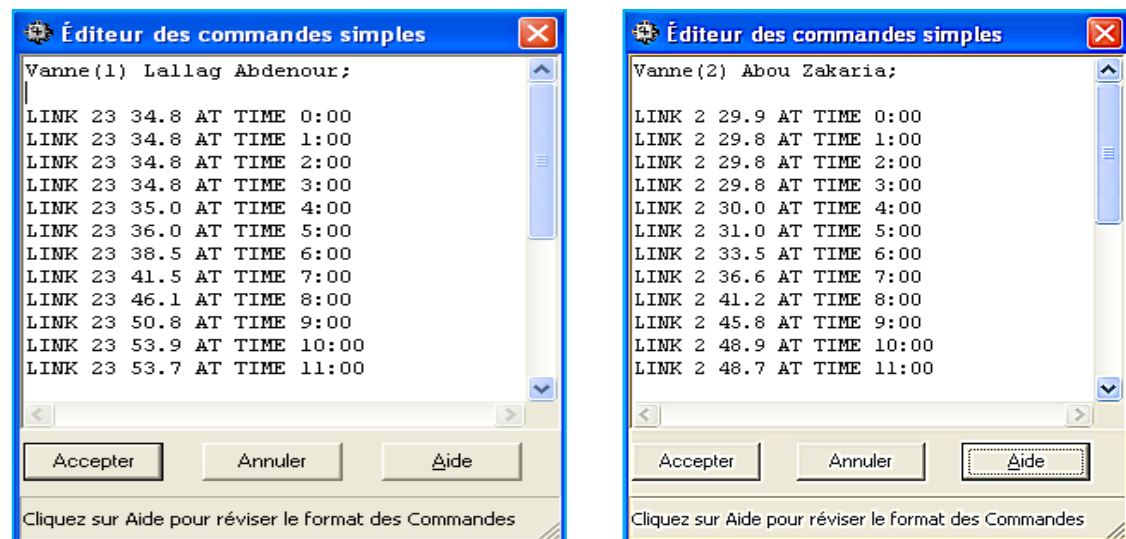 Éditeur des commandes simples
Vanne(1) Lallag Abdenour;
LINK 23 34.8 AT TIME 0:00
LINK 23 34.8 AT TIME 1:00
LINK 23 34.8 AT TIME 2:00
LINK 23 34.8 AT TIME 3:00
LINK 23 35.0 AT TIME 4:00
LINK 23 36.0 AT TIME 5:00
LINK 23 38.5 AT TIME 6:00
LINK 23 41.5 AT TIME 7:00
LINK 23 46.1 AT TIME 8:00
LINK 23 50.8 AT TIME 9:00
LINK 23 53.9 AT TIME 10:00
LINK 23 53.7 AT TIME 11:00
Accepter Annuler Aide
Cliquez sur Aide pour réviser le format des Commandes
Éditeur des commandes simples
Vanne(2) Abou Zakaria;
LINK 2 29.9 AT TIME 0:00
LINK 2 29.8 AT TIME 1:00
LINK 2 29.8 AT TIME 2:00
LINK 2 29.8 AT TIME 3:00
LINK 2 30.0 AT TIME 4:00
LINK 2 31.0 AT TIME 5:00
LINK 2 33.5 AT TIME 6:00
LINK 2 36.6 AT TIME 7:00
LINK 2 41.2 AT TIME 8:00
LINK 2 45.8 AT TIME 9:00
LINK 2 48.9 AT TIME 10:00
LINK 2 48.7 AT TIME 11:00
Accepter Annuler Aide
Cliquez sur Aide pour réviser le format des Commandes